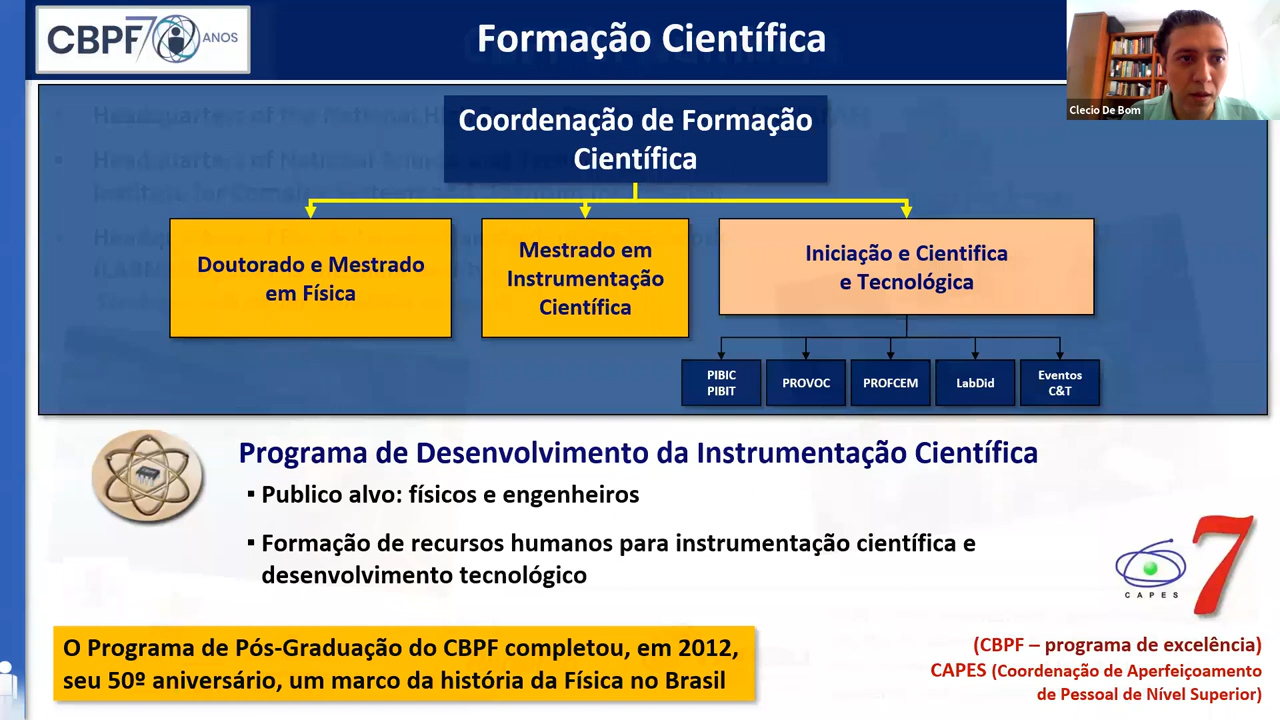 CBPF 70 ANOS
Formação Científica
Clecio De Bom
Coordenação de Formação
Científica
Doutorado e Mestrado
em Física
Mestrado em
Instrumentação
Científica
Iniciação e Cientifica
e Tecnológica
PIBIC
PIBIT
PROVOC
PROFCEM
LabDid
Eventos
C&T
Programa de Desenvolvimento da Instrumentação Científica
▪ Publico alvo: físicos e engenheiros
▪ Formação de recursos humanos para instrumentação científica e
desenvolvimento tecnológico
CAPES
7
O Programa de Pós-Graduação do CBPF completou, em 2012,
seu 50º aniversário, um marco da história da Física no Brasil
(CBPF – programa de excelência)
CAPES (Coordenação de Aperfeiçoamento
de Pessoal de Nível Superior)